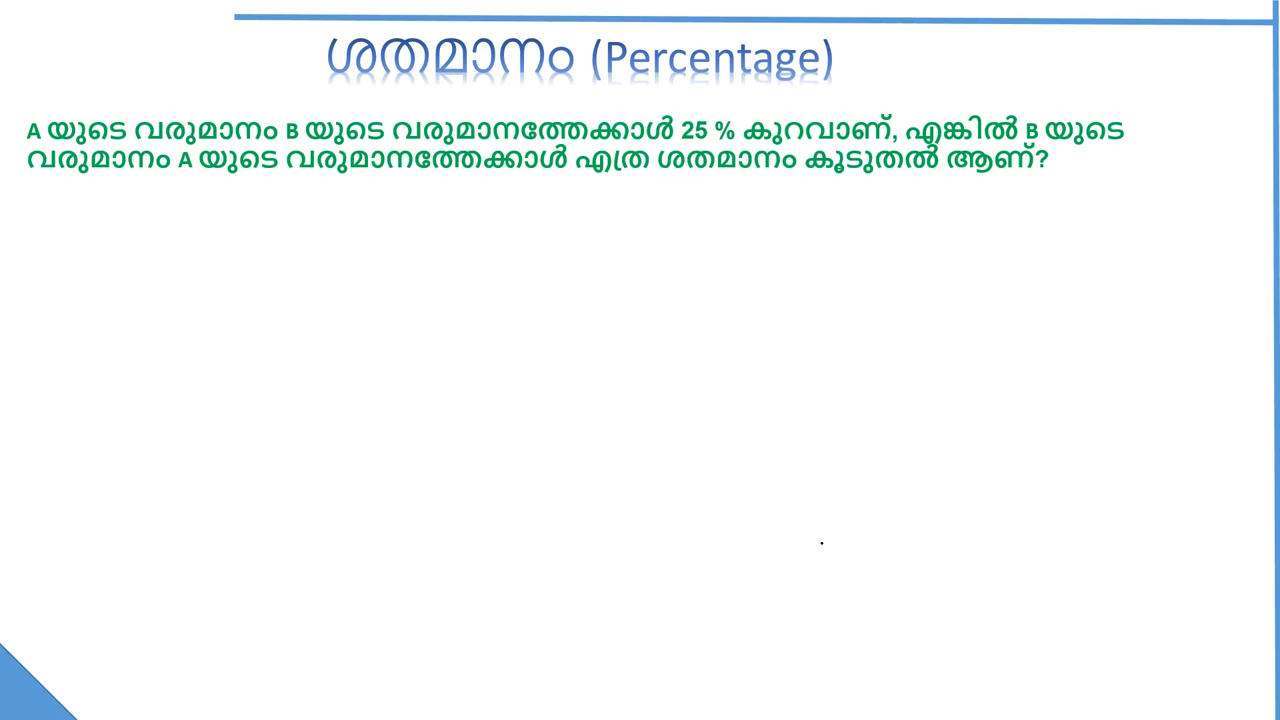 ശതമാനം (Percentage)
A യുടെ വരുമാനം B യുടെ വരുമാനത്തേക്കാൾ 25 % കുറവാണ്, എങ്കിൽ B യുടെ
വരുമാനം A യുടെ വരുമാനത്തേക്കാൾ എത്ര ശതമാനം കൂടുതൽ ആണ്?